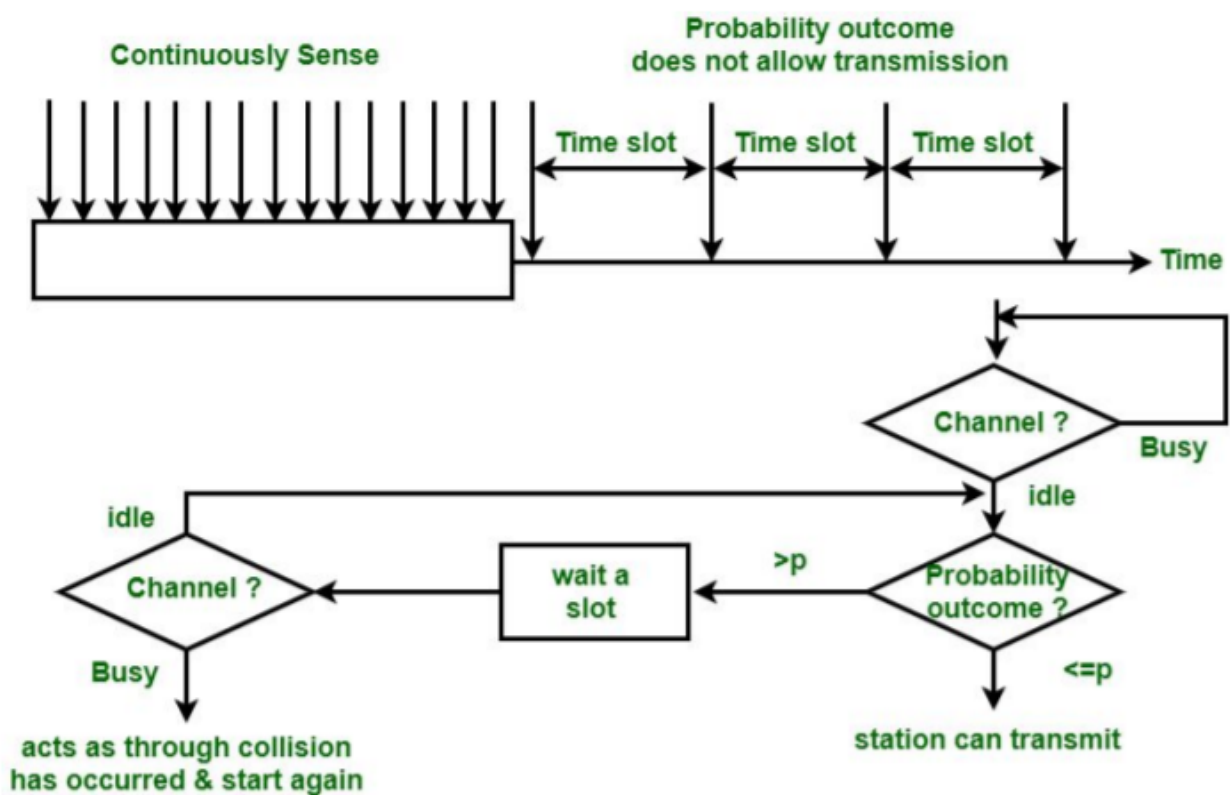 Continuously Sense
Probability outcome
does not allow transmission
Time slot
Time slot
Time slot
Time
Channel ?
Busy
idle
idle
Channel ?
wait a
slot
>p
Probability
outcome ?
Busy
<=p
acts as through collision
has occurred & start again
station can transmit